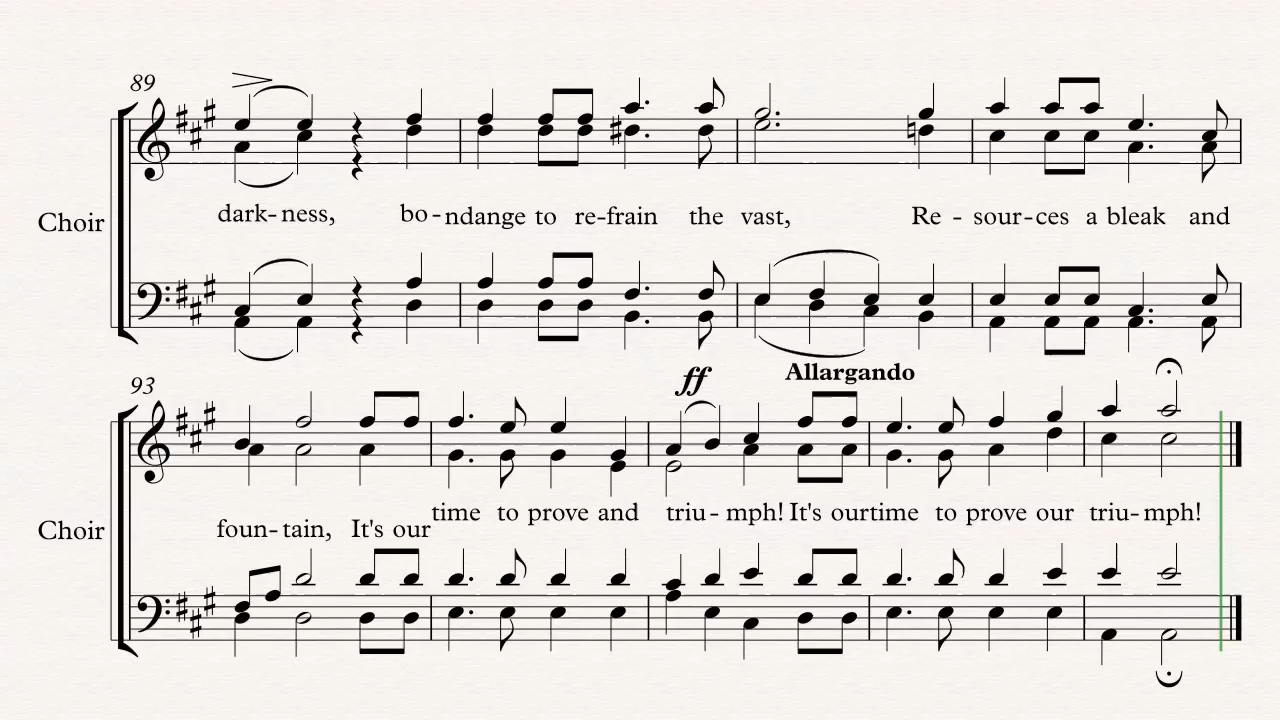 89
dark- ness, bo - ndange to re-frain the vast, Re - sour-ces a bleak and
Choir
93
ff Allargando
foun- tain, It's our time to prove and triu - mph! It's our time to prove our triu- mph!
Choir